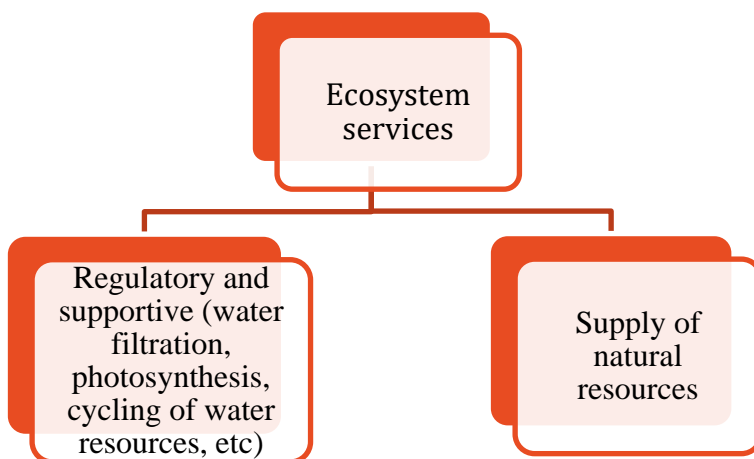 Ecosystem
services
Regulatory and
supportive (water
filtration,
photosynthesis,
cycling of water
resources, etc)
Supply of
natural
resources